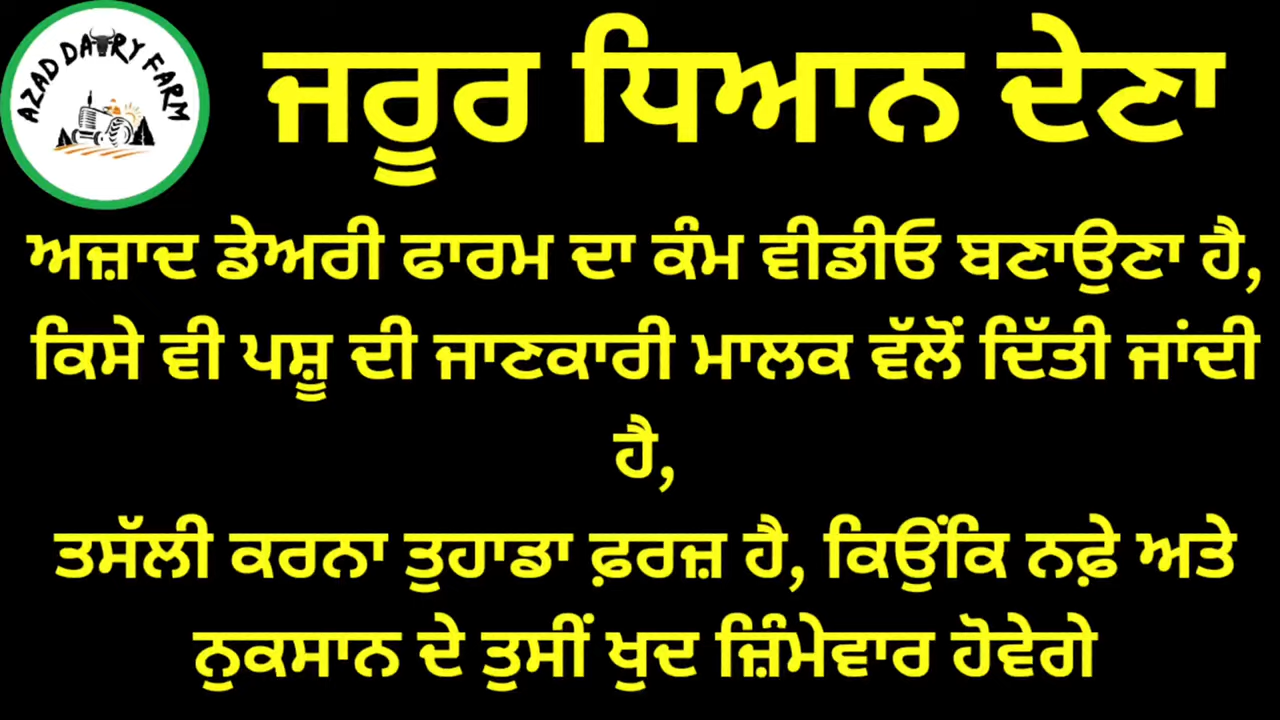 AZAD DAIRY FARM
ਜਰੂਰ ਧਿਆਨ ਦੇਣਾ
ਅਜ਼ਾਦ ਡੇਅਰੀ ਫਾਰਮ ਦਾ ਕੰਮ ਵੀਡੀਓ ਬਣਾਉਣਾ ਹੈ,
ਕਿਸੇ ਵੀ ਪਸ਼ੂ ਦੀ ਜਾਣਕਾਰੀ ਮਾਲਕ ਵੱਲੋਂ ਦਿੱਤੀ ਜਾਂਦੀ
ਹੈ,
ਤਸੱਲੀ ਕਰਨਾ ਤੁਹਾਡਾ ਫ਼ਰਜ਼ ਹੈ, ਕਿਉਂਕਿ ਨਫ਼ੇ ਅਤੇ
ਨੁਕਸਾਨ ਦੇ ਤੁਸੀਂ ਖੁਦ ਜ਼ਿੰਮੇਵਾਰ ਹੋਵੇਗੇ